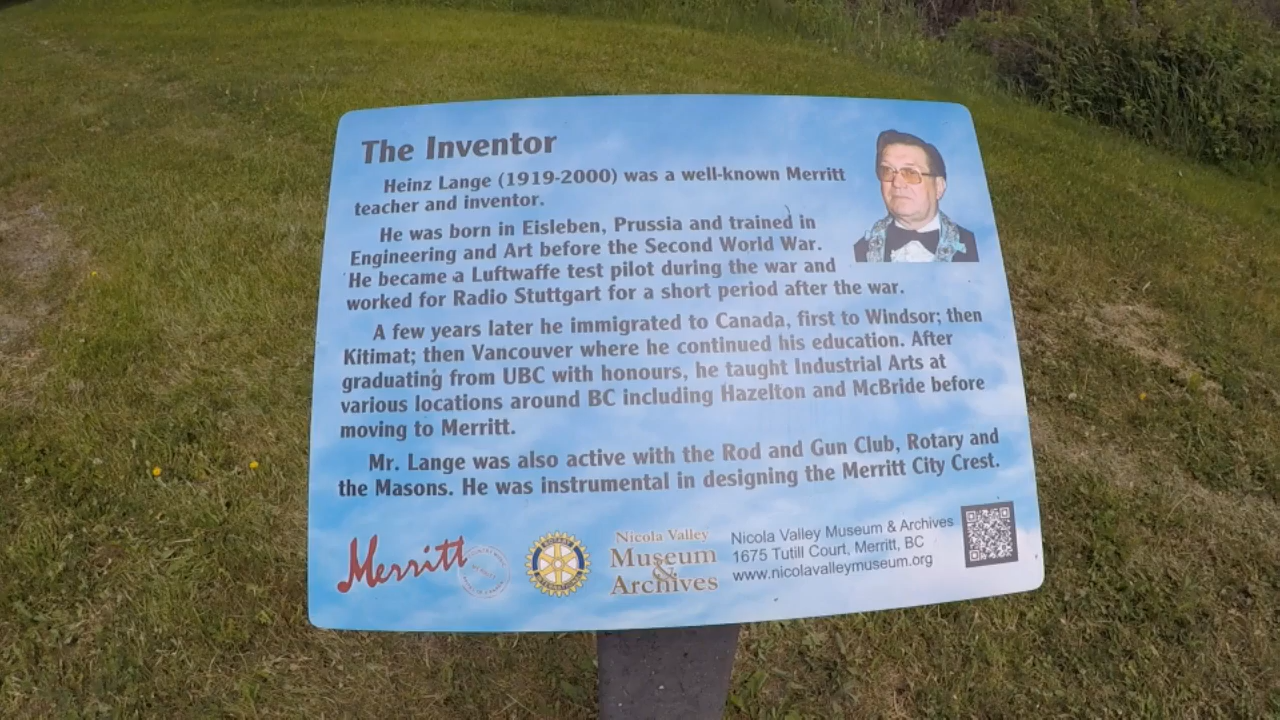 The Inventor
Heinz Lange (1919-2000) was a well-known Merritt
teacher and inventor.
He was born in Eisleben, Prussia and trained in
Engineering and Art before the Second World War.
He became a Luftwaffe test pilot during the war and
worked for Radio Stuttgart for a short period after the war.
A few years later he immigrated to Canada, first to Windsor; then
Kitimat; then Vancouver where he continued his education. After
graduating from UBC with honours, he taught Industrial Arts at
various locations around BC including Hazelton and McBride before
moving to Merritt.
Mr. Lange was also active with the Rod and Gun Club, Rotary and
the Masons. He was instrumental in designing the Merritt City Crest.
Merritt
ROTARY
INTERNATIONAL
Nicola Valley
Museum
&
Archives
Nicola Valley Museum & Archives
1675 Tutill Court, Merritt, BC
www.nicolavalleymuseum.org